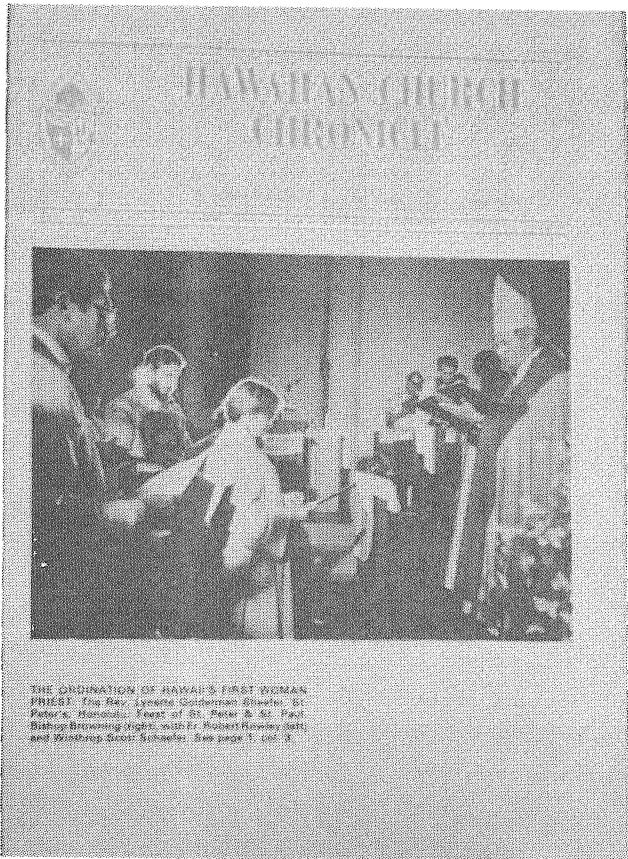 HAWAIIAN CHURCH
CHRONICLE
THE ORDINATION OF HAWAII'S FIRST WOMAN
PRIEST: The Rev. Lynette Golderman Shaefer, St.
Peter's, Honolulu, Feast of St. Peter & St. Paul
Bishop Browning (right), with Fr. Robert Rowley (left)
and Winthrop Scott Schaefer. See page 1, col. 3.